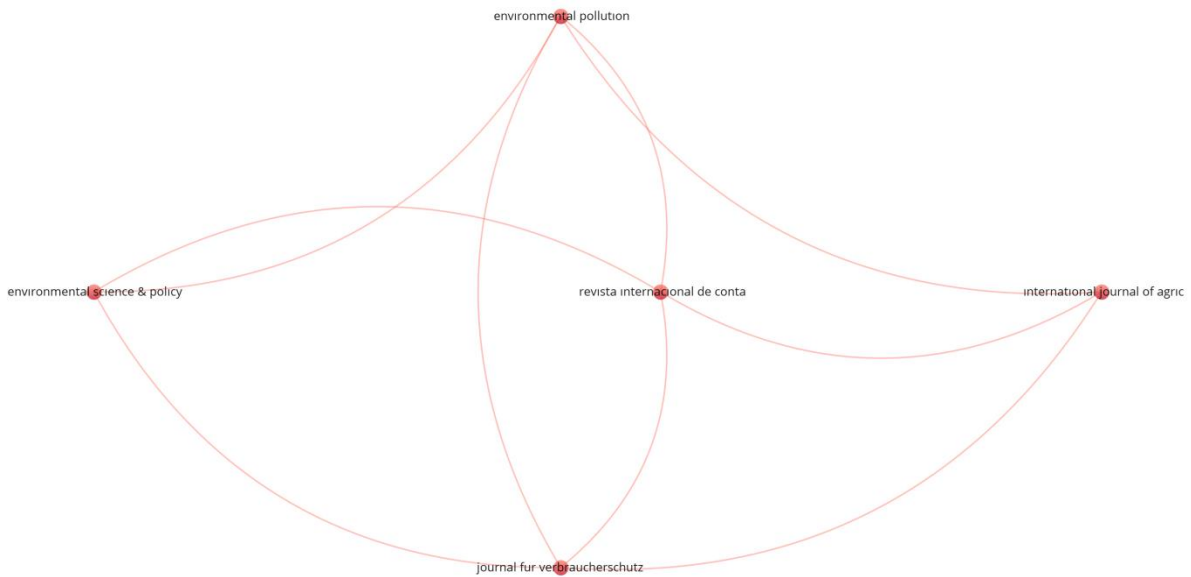 environmental pollution
environmental science & policy
revista internacional de conta
international journal of agric
journal fur verbraucherschutz